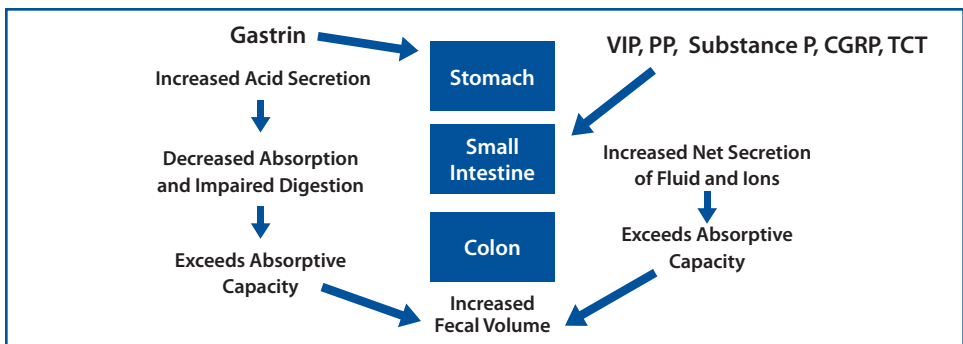 Gastrin
Increased Acid Secretion
Decreased Absorption
and Impaired Digestion
Exceeds Absorptive
Capacity
Stomach
Small
Intestine
Colon
Increased
Fecal Volume
VIP, PP, Substance P, CGRP, TCT
Increased Net Secretion
of Fluid and Ions
Exceeds Absorptive
Capacity